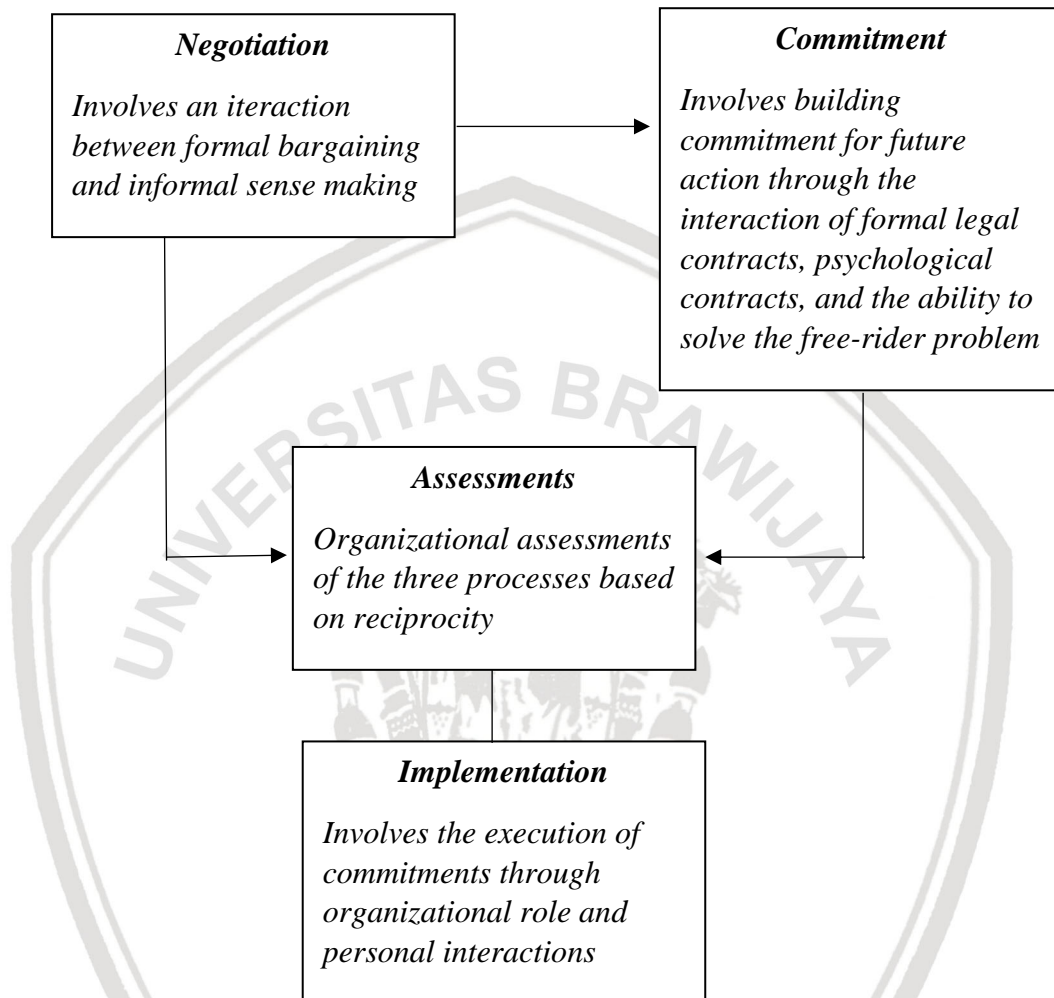 Negotiation
Involves an iteraction
between formal bargaining
and informal sense making
Commitment
Involves building
commitment for future
action through the
interaction of formal legal
contracts, psychological
contracts, and the ability to
solve the free-rider problem
UNIVERSITAS BRAWIJAYA
Assessments
Organizational assessments
of the three processes based
on reciprocity
Implementation
Involves the execution of
commitments through
organizational role and
personal interactions